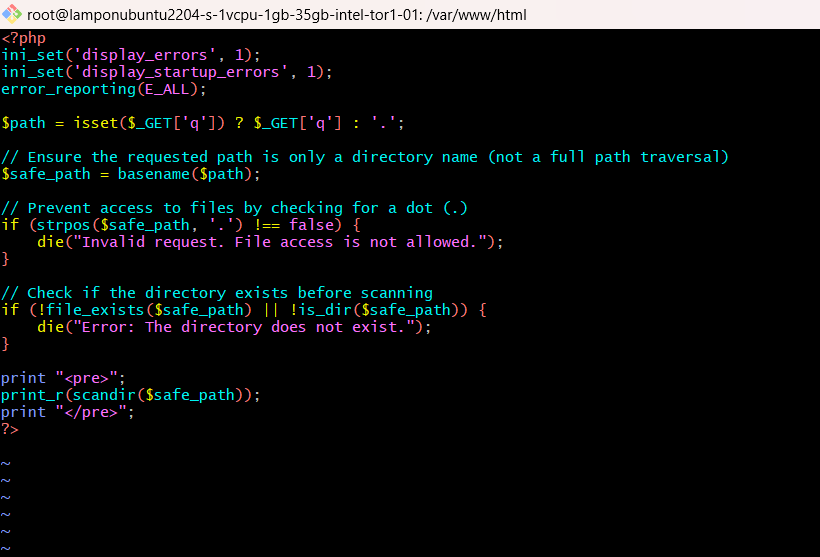 root@lamponubuntu2204-s-1vcpu-1gb-35gb-intel-tor1-01: /var/www/html
<?php
ini_set('display_errors', 1);
ini_set('display_startup_errors', 1);
error_reporting(E_ALL);

$path = isset($_GET['q']) ? $_GET['q'] : '.';

// Ensure the requested path is only a directory name (not a full path traversal)
$safe_path = basename($path);

// Prevent access to files by checking for a dot (.)
if (strpos($safe_path, '.') !== false) {
    die("Invalid request. File access is not allowed.");
}

// Check if the directory exists before scanning
if (!file_exists($safe_path) || !is_dir($safe_path)) {
    die("Error: The directory does not exist.");
}

print "<pre>";
print_r(scandir($safe_path));
print "</pre>";
?>

~
~
~
~
~
~